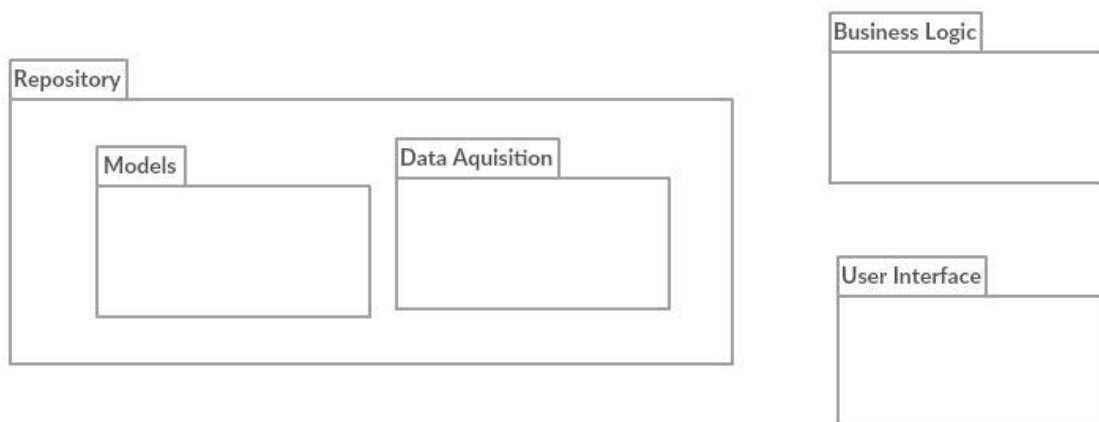 Business Logic
Repository
Models
Data Aquisition
User Interface